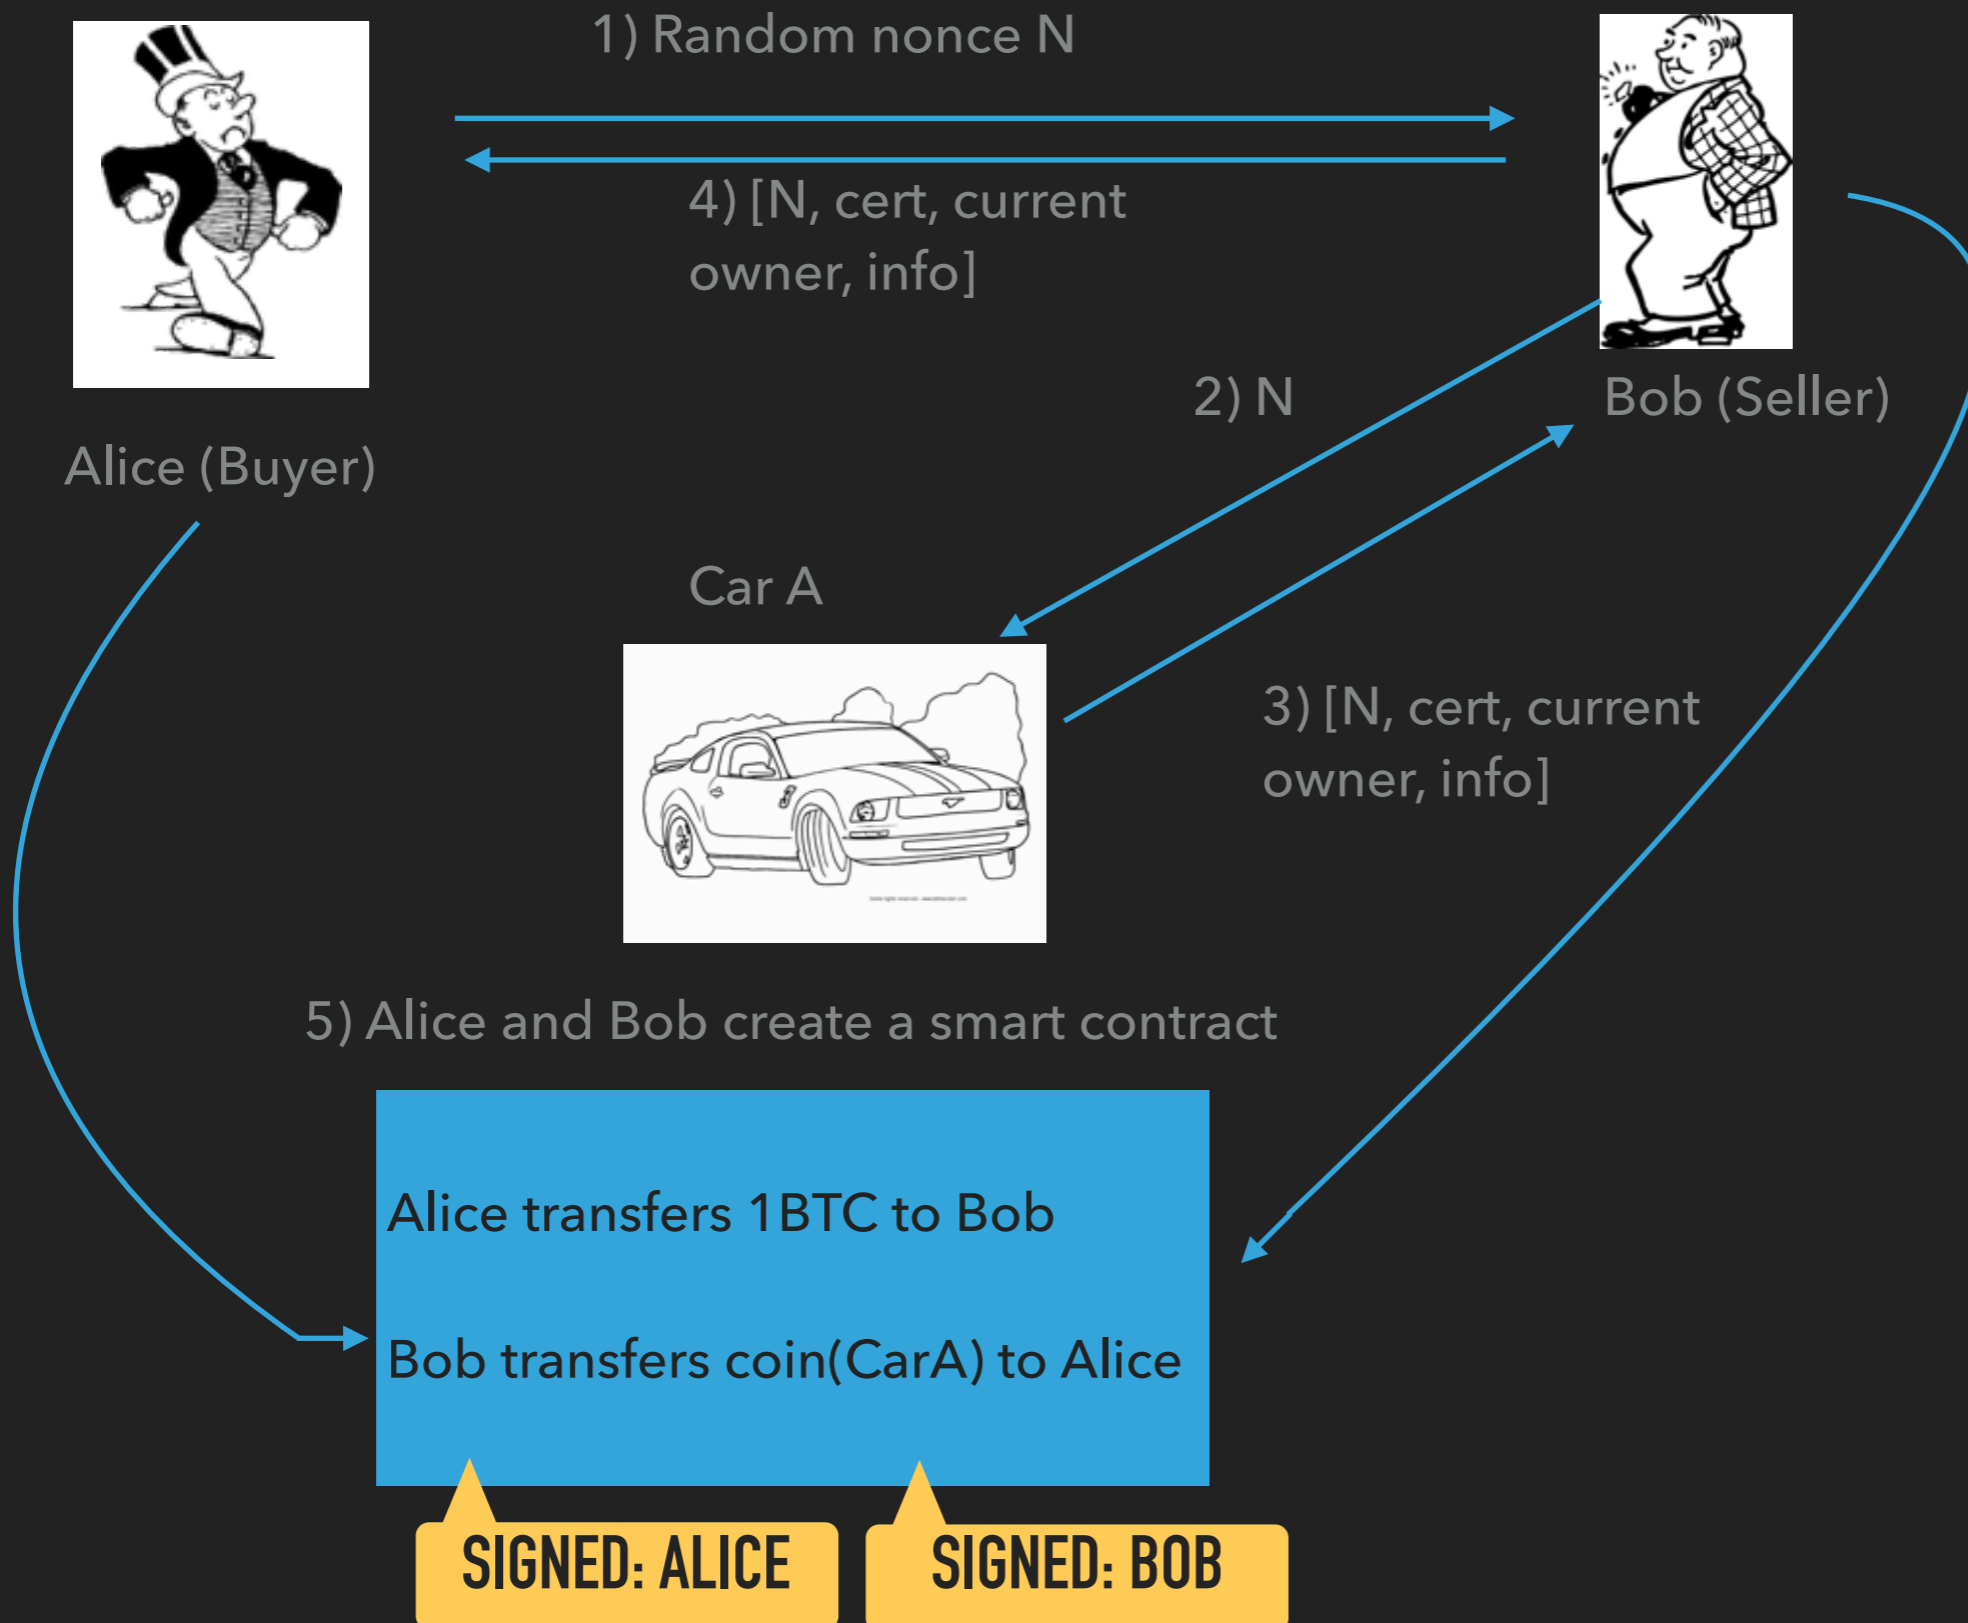 1) Random nonce N
4) [N, cert, current
owner, info]
2) N
Bob (Seller)
Alice (Buyer)
Car A
3) [N, cert, current
owner, info]
5) Alice and Bob create a smart contract
Alice transfers 1BTC to Bob
Bob transfers coin(CarA) to Alice
SIGNED: ALICE
SIGNED: BOB